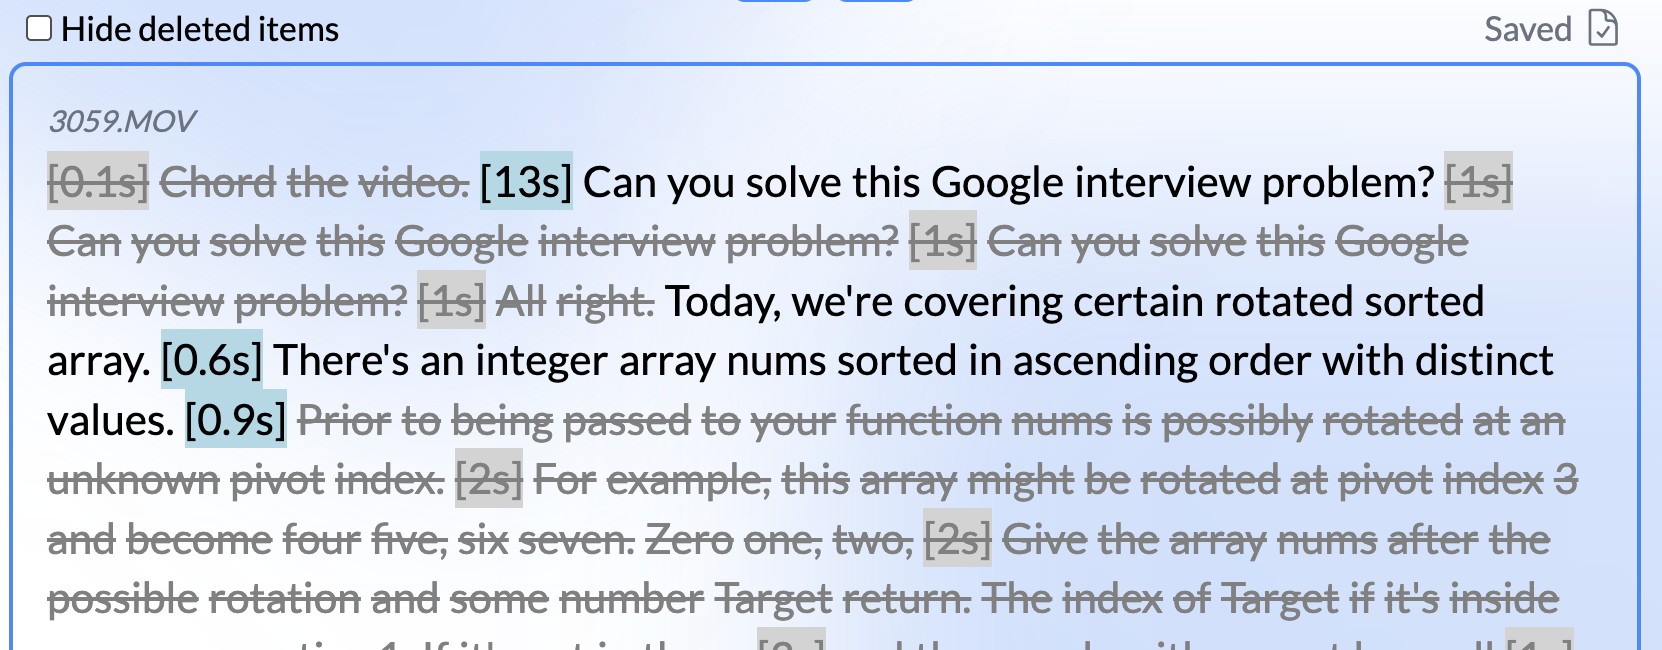 Hide deleted items
Saved
3059.MOV
[0.1s] Chord the video. [13s] Can you solve this Google interview problem? [1s]
Can you solve this Google interview problem? [1s] Can you solve this Google
interview problem? [1s] All right. Today, we're covering certain rotated sorted
array. [0.6s] There's an integer array nums sorted in ascending order with distinct
values. [0.9s] Prior to being passed to your function nums is possibly rotated at an
unknown pivot index. [2s] For example, this array might be rotated at pivot index 3
and become four five, six seven. Zero one, two, [2s] Give the array nums after the
possible rotation and some number Target return. The index of Target if it's inside